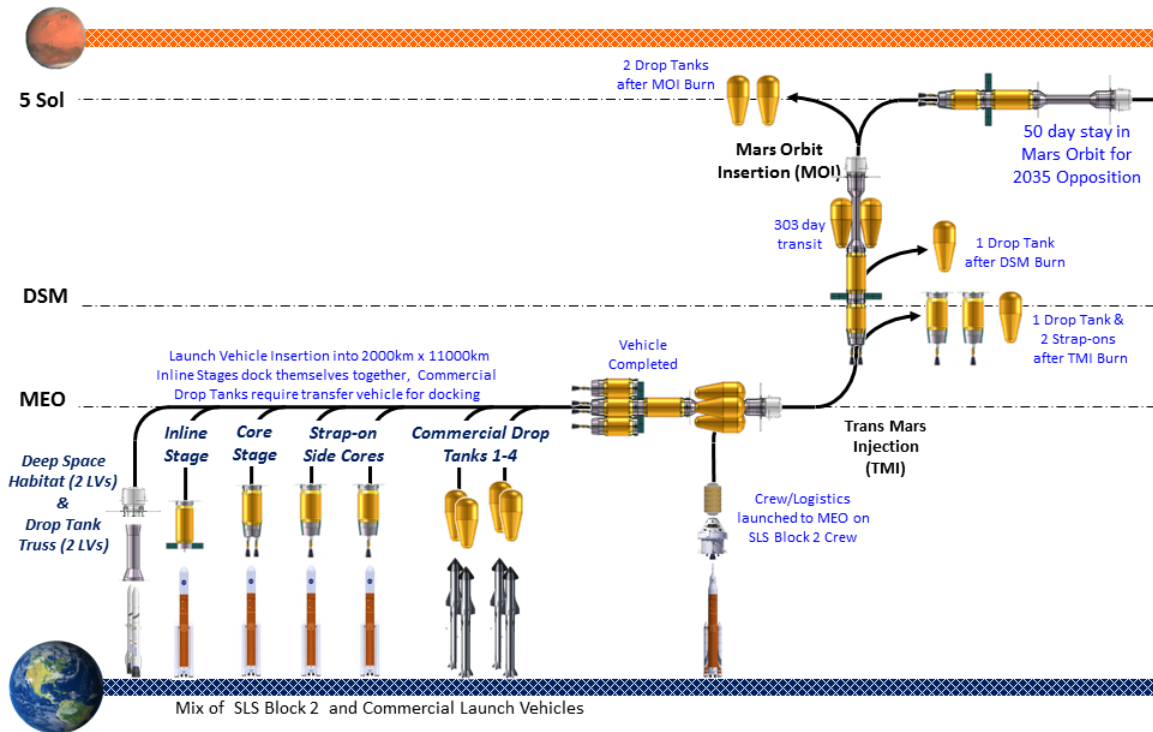 2 Drop Tanks
after MOI Burn
5 Sol
Mars Orbit
Insertion (MOI)
50 day stay in
Mars Orbit for
2035 Opposition
303 day
transit
1 Drop Tank
after DSM Burn
DSM
1 Drop Tank &
2 Strap-ons
after TMI Burn
Launch Vehicle Insertion into 2000km x 11000km
Inline Stages dock themselves together, Commercial
Drop Tanks require transfer vehicle for docking
Vehicle
Completed
MEO
Trans Mars
Injection
(TMI)
Deep Space
Habitat (2 LVs)
&
Drop Tank
Truss (2 LVs)
Inline
Stage
Core
Stage
Strap-on
Side Cores
Commercial Drop
Tanks 1-4
Crew/Logistics
launched to MEO on
SLS Block 2 Crew
Mix of SLS Block 2 and Commercial Launch Vehicles